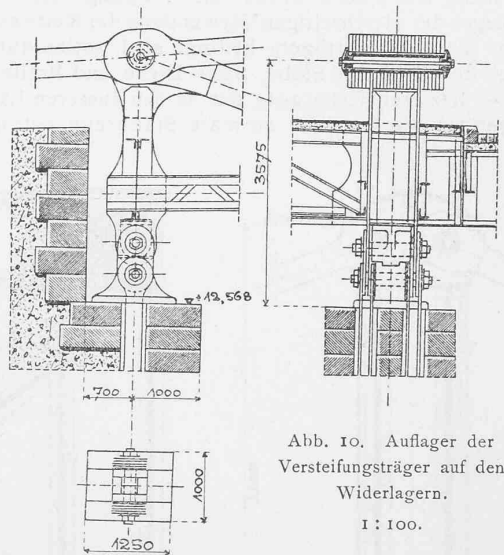 3575
+12,568
700
1000
1000
1250
Abb. 10. Auflager der
Versteifungsträger auf den
Widerlagern.
1 : 100.